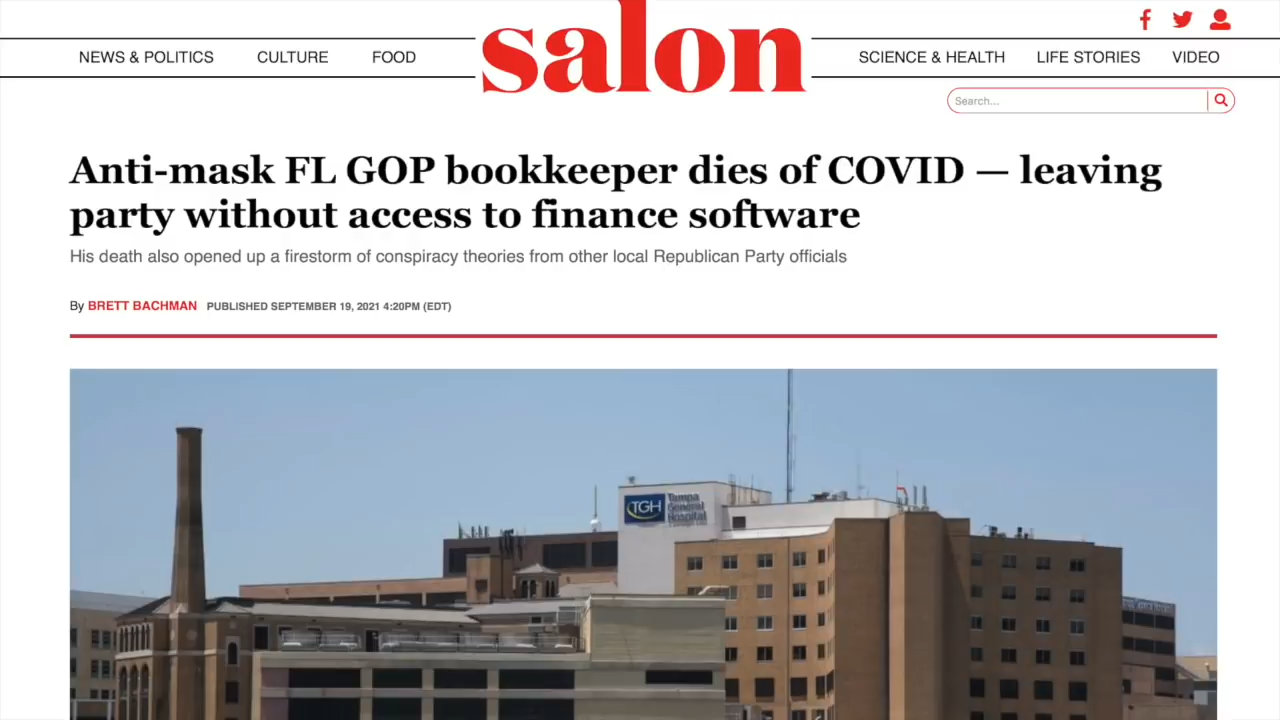 salon
NEWS & POLITICS CULTURE FOOD SCIENCE & HEALTH LIFE STORIES VIDEO
Search...
Anti-mask FL GOP bookkeeper dies of COVID — leaving
party without access to finance software
His death also opened up a firestorm of conspiracy theories from other local Republican Party officials
By BRETT BACHMAN PUBLISHED SEPTEMBER 19, 2021 4:20PM (EDT)
TGH
Tampa
General
Hospital